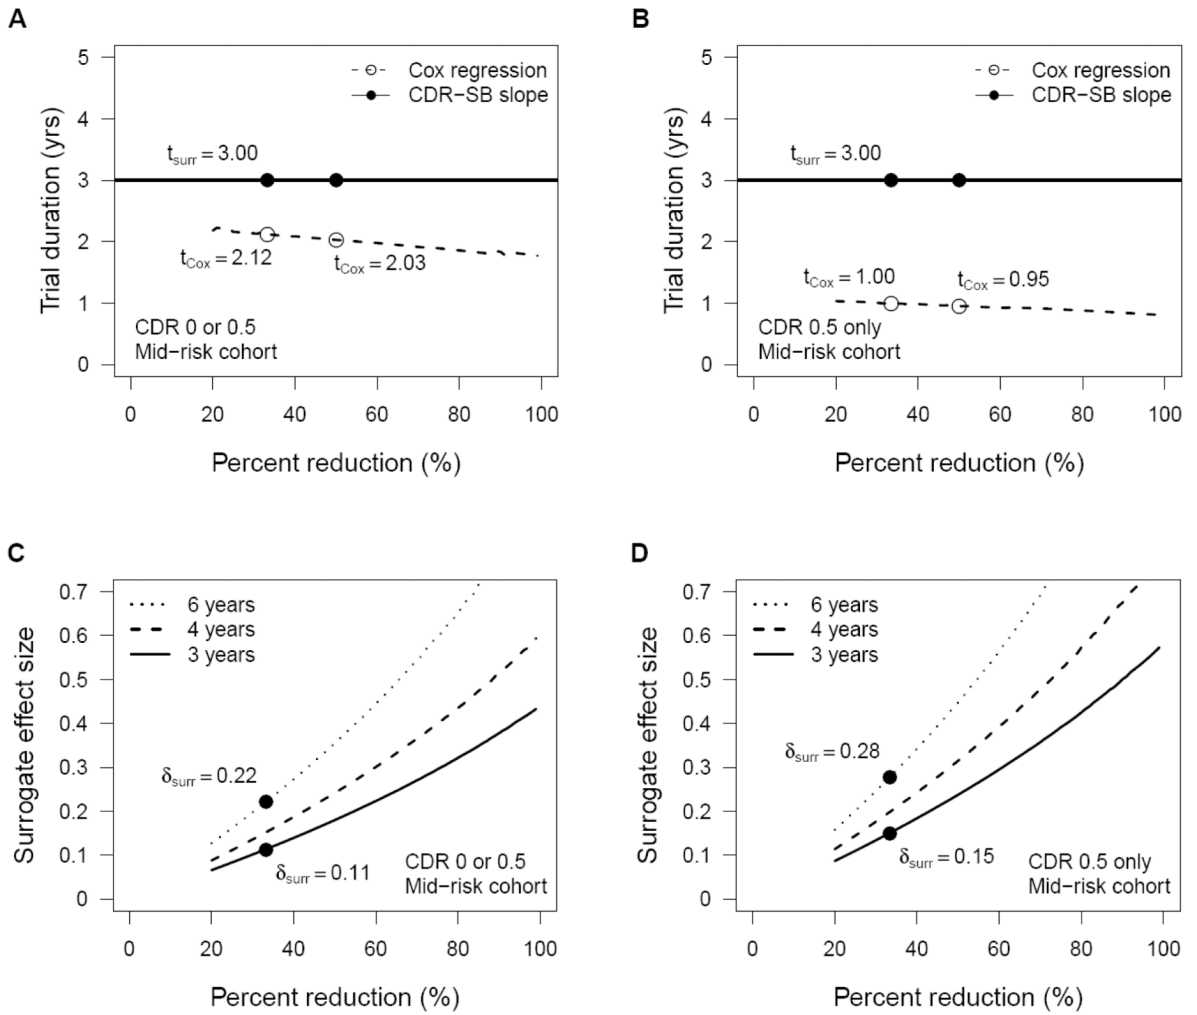 A
Trial duration (yrs)
5
4
3
2
1
0
Cox regression
CDR−SB slope
t_surr = 3.00
t_Cox = 2.12
t_Cox = 2.03
CDR 0 or 0.5
Mid−risk cohort
0 20 40 60 80 100
Percent reduction (%)
B
Trial duration (yrs)
5
4
3
2
1
0
Cox regression
CDR−SB slope
t_surr = 3.00
t_Cox = 1.00
t_Cox = 0.95
CDR 0.5 only
Mid−risk cohort
0 20 40 60 80 100
Percent reduction (%)
C
Surrogate effect size
0.7
0.6
0.5
0.4
0.3
0.2
0.1
0
6 years
4 years
3 years
δ_surr = 0.22
δ_surr = 0.11
CDR 0 or 0.5
Mid−risk cohort
0 20 40 60 80 100
Percent reduction (%)
D
Surrogate effect size
0.7
0.6
0.5
0.4
0.3
0.2
0.1
0
6 years
4 years
3 years
δ_surr = 0.28
δ_surr = 0.15
CDR 0.5 only
Mid−risk cohort
0 20 40 60 80 100
Percent reduction (%)